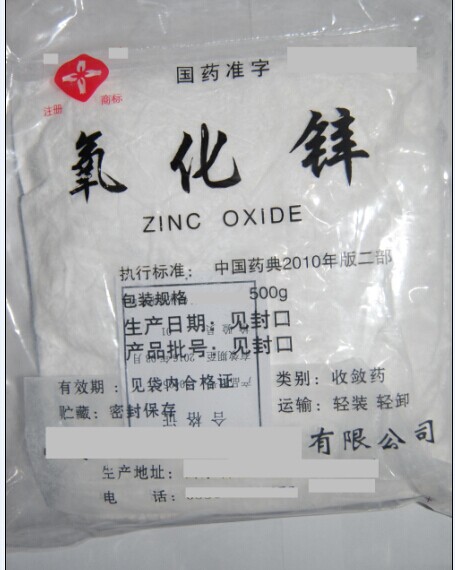 国药准字
注册 商标
氧化锌
ZINC OXIDE
执行标准: 中国药典2010年版二部
包装规格 500g
生产日期: 见封口
产品批号: 见封口
有效期: 见袋内合格证 类别: 收敛药
贮藏: 密封保存 运输: 轻装 轻卸
合格证
有限公司
生产地址:
电 话: